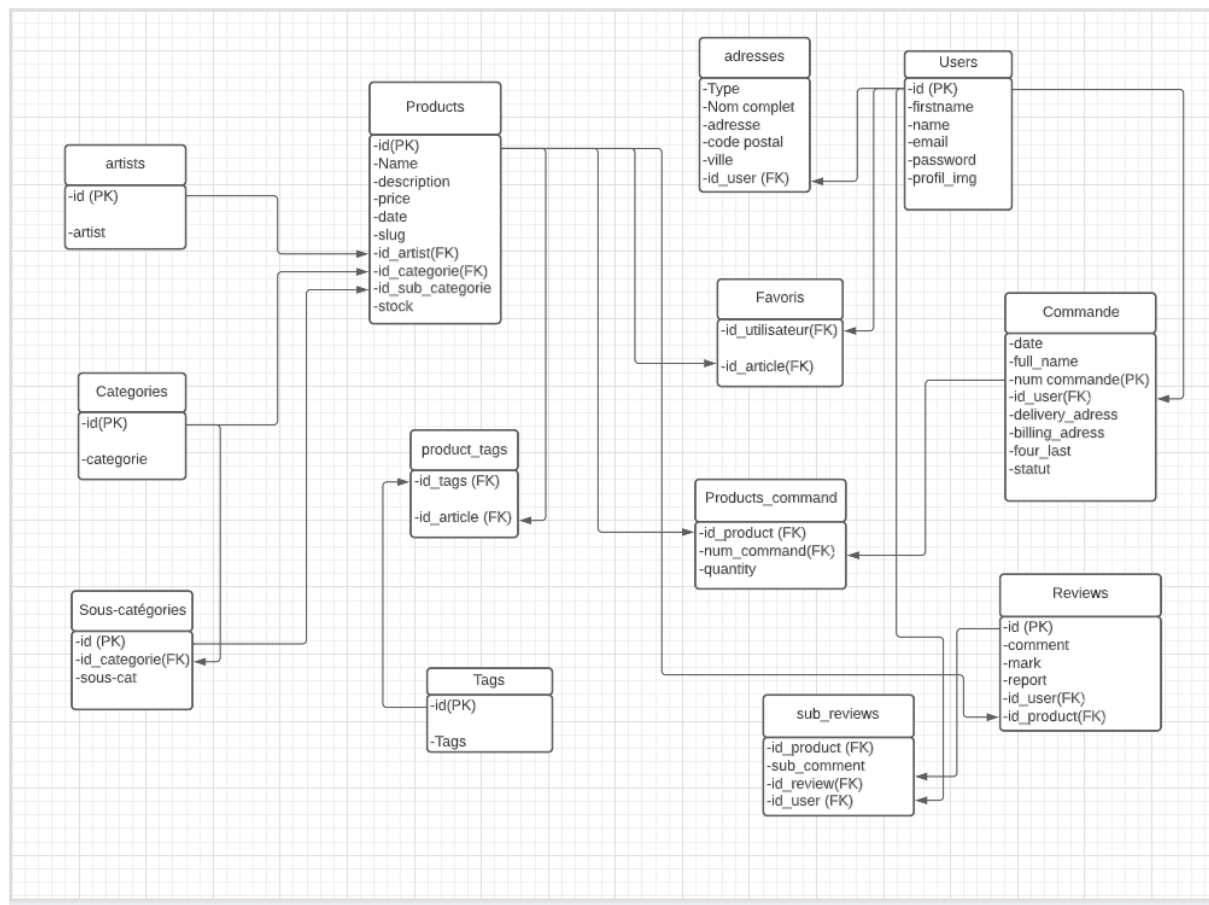 adresses
-Type
-Nom complet
-adresse
-code postal
-ville
-id_user (FK)
Users
-id (PK)
-firstname
-name
-email
-password
-profil_img
Products
-id(PK)
-Name
-description
-price
-date
-slug
-id_artist(FK)
-id_categorie(FK)
-id_sub_categorie
-stock
artists
-id (PK)
-artist
Favoris
-id_utilisateur(FK)
-id_article(FK)
Commande
-date
-full_name
-num commande(PK)
-id_user(FK)
-delivery_adress
-billing_adress
-four_last
-statut
Categories
-id(PK)
-categorie
product_tags
-id_tags (FK)
-id_article (FK)
Products_command
-id_product (FK)
-num_command(FK)
-quantity
Sous-catégories
-id (PK)
-id_categorie(FK)
-sous-cat
Reviews
-id (PK)
-comment
-mark
-report
-id_user(FK)
-id_product(FK)
Tags
-id(PK)
-Tags
sub_reviews
-id_product (FK)
-sub_comment
-id_review(FK)
-id_user (FK)